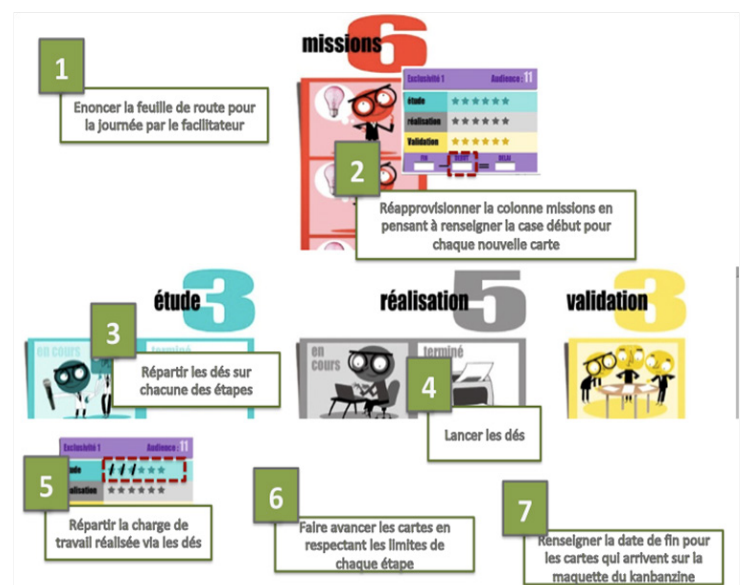 missions 6
1
Enoncer la feuille de route pour
la journée par le facilitateur
Exclusivité 1 Audience : 11
étude
réalisation
Validation
FIN DEBUT DELAI
2
Réapprovisionner la colonne missions en
pensant à renseigner la case début pour
chaque nouvelle carte
étude 3
réalisation 5
validation 3
en cours terminé
en
cours
terminé
3
Répartir les dés sur
chacune des étapes
4
Lancer les dés
Exclusivité 1 Audience : 11
5
Répartir la charge de
travail réalisée via les dés
6
Faire avancer les cartes en
respectant les limites de
chaque étape
7
Renseigner la date de fin pour
les cartes qui arrivent sur la
maquette du kanbanzine